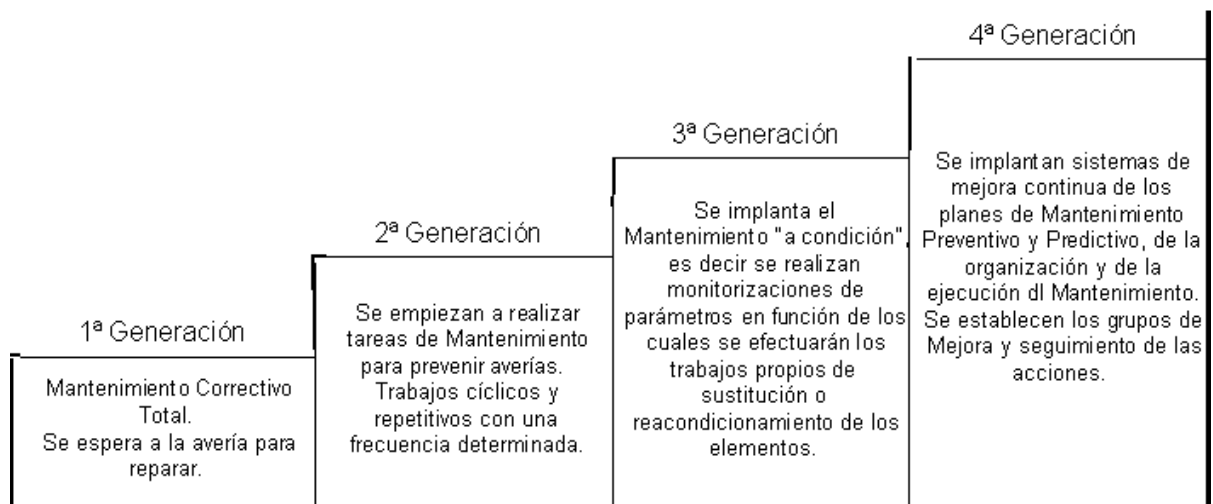 1ª Generación
Mantenimiento Correctivo
Total.
Se espera a la avería para
reparar.
2ª Generación
Se empiezan a realizar
tareas de Mantenimiento
para prevenir averías.
Trabajos cíclicos y
repetitivos con una
frecuencia determinada.
3ª Generación
Se implanta el
Mantenimiento "a condición",
es decir se realizan
monitorizaciones de
parámetros en función de los
cuales se efectuarán los
trabajos propios de
sustitución o
reacondicionamiento de los
elementos.
4ª Generación
Se implantan sistemas de
mejora continua de los
planes de Mantenimiento
Preventivo y Predictivo, de la
organización y de la
ejecución dl Mantenimiento.
Se establecen los grupos de
Mejora y seguimiento de las
acciones.